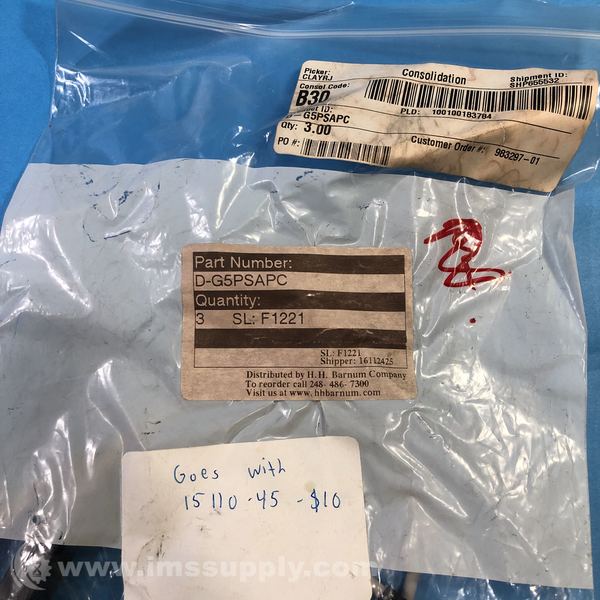 Picker:
CLAYRJ
Consolidation
Shipment ID:
SHP655532
Consol Code:
B30
PLD: 100100183784
G5PSAPC
Qty: 3.00
Customer Order #: 983297-01
PO #:
Part Number:
D-G5PSAPC
Quantity:
3 SL: F1221
SL: F1221
Shipper: 16112425
Distributed by H. H. Barnum Company
To reorder call 248- 486- 7300
Visit us at www.hhbarnum.com
Goes with
15110-45 -$10
www.imssupply.com